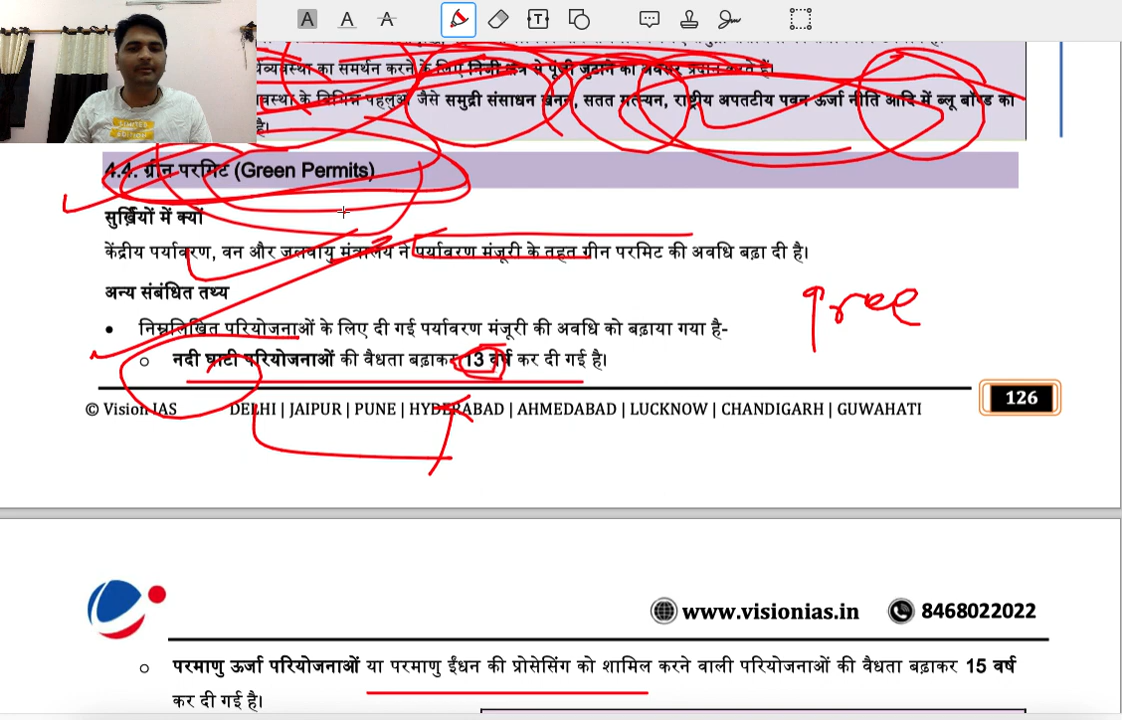 A A A T
व्यवस्था का समर्थन करने के लिए निजी क्षेत्र से पूंजी जुटाने का अवसर प्रदान करते हैं।
के विभिन्न पहलुओं जैसे समुद्री संसाधन खनन, सतत मत्स्यन, राष्ट्रीय अपतटीय पवन ऊर्जा नीति आदि में ब्लू बॉण्ड का
है।
4.4. ग्रीन परमिट (Green Permits)
सुर्ख़ियों में क्यों
केंद्रीय पर्यावरण, वन और जलवायु मंत्रालय ने पर्यावरण मंजूरी के तहत ग्रीन परमिट की अवधि बढ़ा दी है।
अन्य संबंधित तथ्य
• निम्नलिखित परियोजनाओं के लिए दी गई पर्यावरण मंजूरी की अवधि को बढ़ाया गया है-
o नदी घाटी परियोजनाओं की वैधता बढ़ाकर 13 वर्ष कर दी गई है।
© Vision IAS DELHI | JAIPUR | PUNE | HYDERABAD | AHMEDABAD | LUCKNOW | CHANDIGARH | GUWAHATI
126
www.visionias.in 8468022022
o परमाणु ऊर्जा परियोजनाओं या परमाणु ईंधन की प्रोसेसिंग को शामिल करने वाली परियोजनाओं की वैधता बढ़ाकर 15 वर्ष
कर दी गई है।